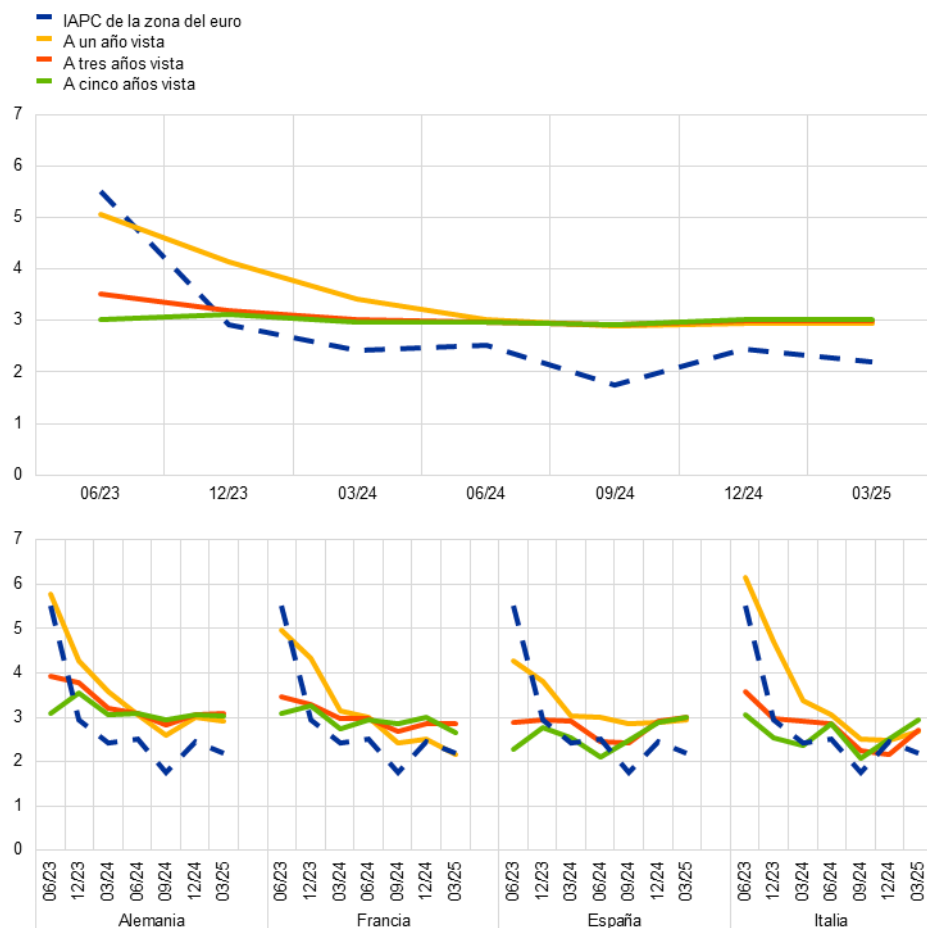 IAPC de la zona del euro
A un año vista
A tres años vista
A cinco años vista
7
6
5
4
3
2
1
0
06/23 12/23 03/24 06/24 09/24 12/24 03/25
7
6
5
4
3
2
1
0
06/23 12/23 03/24 06/24 09/24 12/24 03/25 06/23 12/23 03/24 06/24 09/24 12/24 03/25 06/23 12/23 03/24 06/24 09/24 12/24 03/25 06/23 12/23 03/24 06/24 09/24 12/24 03/25
Alemania Francia España Italia